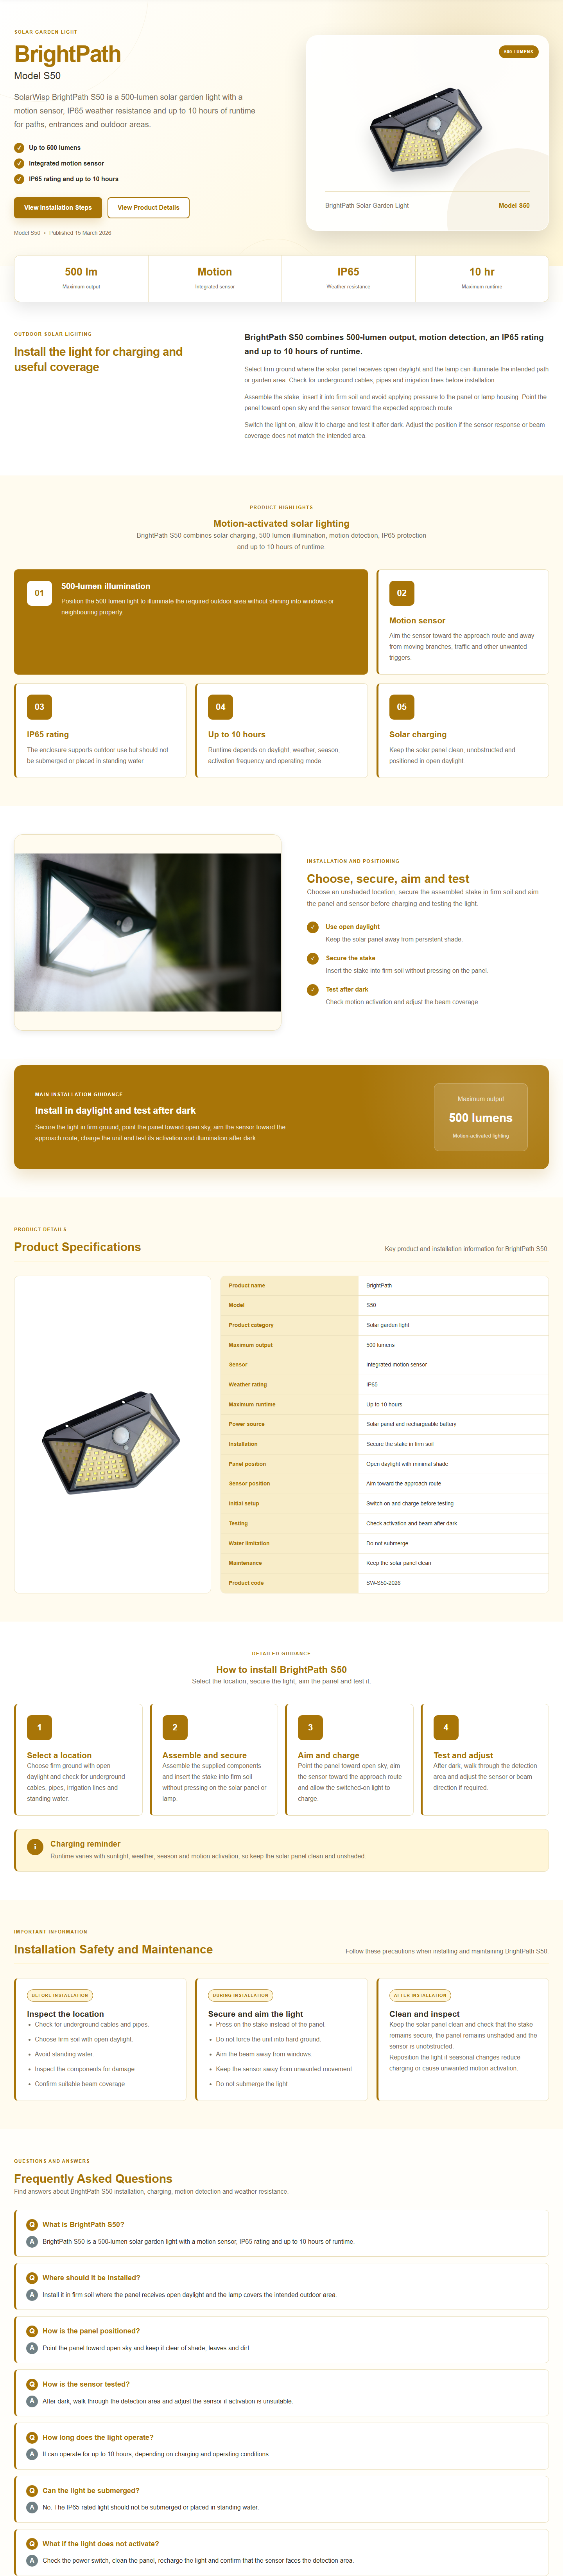 SOLAR GARDEN LIGHT
BrightPath
Model S50
SolarWisp BrightPath S50 is a 500-lumen solar garden light with a
motion sensor, IP65 weather resistance and up to 10 hours of runtime
for paths, entrances and outdoor areas.
✓ Up to 500 lumens
✓ Integrated motion sensor
✓ IP65 rating and up to 10 hours
View Installation Steps
View Product Details
Model S50 • Published 15 March 2026
500 LUMENS
BrightPath Solar Garden Light
Model S50
500 lm
Maximum output
Motion
Integrated sensor
IP65
Weather resistance
10 hr
Maximum runtime
OUTDOOR SOLAR LIGHTING
Install the light for charging and
useful coverage
BrightPath S50 combines 500-lumen output, motion detection, an IP65 rating
and up to 10 hours of runtime.
Select firm ground where the solar panel receives open daylight and the lamp can illuminate the intended path
or garden area. Check for underground cables, pipes and irrigation lines before installation.
Assemble the stake, insert it into firm soil and avoid applying pressure to the panel or lamp housing. Point the
panel toward open sky and the sensor toward the expected approach route.
Switch the light on, allow it to charge and test it after dark. Adjust the position if the sensor response or beam
coverage does not match the intended area.
PRODUCT HIGHLIGHTS
Motion-activated solar lighting
BrightPath S50 combines solar charging, 500-lumen illumination, motion detection, IP65 protection
and up to 10 hours of runtime.
01
500-lumen illumination
Position the 500-lumen light to illuminate the required outdoor area without shining into windows or
neighbouring property.
02
Motion sensor
Aim the sensor toward the approach route and away
from moving branches, traffic and other unwanted
triggers.
03
IP65 rating
The enclosure supports outdoor use but should not
be submerged or placed in standing water.
04
Up to 10 hours
Runtime depends on daylight, weather, season,
activation frequency and operating mode.
05
Solar charging
Keep the solar panel clean, unobstructed and
positioned in open daylight.
INSTALLATION AND POSITIONING
Choose, secure, aim and test
Choose an unshaded location, secure the assembled stake in firm soil and aim
the panel and sensor before charging and testing the light.
✓ Use open daylight
Keep the solar panel away from persistent shade.
✓ Secure the stake
Insert the stake into firm soil without pressing on the panel.
✓ Test after dark
Check motion activation and adjust the beam coverage.
MAIN INSTALLATION GUIDANCE
Install in daylight and test after dark
Secure the light in firm ground, point the panel toward open sky, aim the sensor toward the
approach route, charge the unit and test its activation and illumination after dark.
Maximum output
500 lumens
Motion-activated lighting
PRODUCT DETAILS
Product Specifications
Key product and installation information for BrightPath S50.
Product name BrightPath
Model S50
Product category Solar garden light
Maximum output 500 lumens
Sensor Integrated motion sensor
Weather rating IP65
Maximum runtime Up to 10 hours
Power source Solar panel and rechargeable battery
Installation Secure the stake in firm soil
Panel position Open daylight with minimal shade
Sensor position Aim toward the approach route
Initial setup Switch on and charge before testing
Testing Check activation and beam after dark
Water limitation Do not submerge
Maintenance Keep the solar panel clean
Product code SW-S50-2026
DETAILED GUIDANCE
How to install BrightPath S50
Select the location, secure the light, aim the panel and test it.
1
Select a location
Choose firm ground with open
daylight and check for underground
cables, pipes, irrigation lines and
standing water.
2
Assemble and secure
Assemble the supplied components
and insert the stake into firm soil
without pressing on the solar panel or
lamp.
3
Aim and charge
Point the panel toward open sky, aim
the sensor toward the approach route
and allow the switched-on light to
charge.
4
Test and adjust
After dark, walk through the detection
area and adjust the sensor or beam
direction if required.
i
Charging reminder
Runtime varies with sunlight, weather, season and motion activation, so keep the solar panel clean and unshaded.
IMPORTANT INFORMATION
Installation Safety and Maintenance
Follow these precautions when installing and maintaining BrightPath S50.
BEFORE INSTALLATION
Inspect the location
• Check for underground cables and pipes.
• Choose firm soil with open daylight.
• Avoid standing water.
• Inspect the components for damage.
• Confirm suitable beam coverage.
DURING INSTALLATION
Secure and aim the light
• Press on the stake instead of the panel.
• Do not force the unit into hard ground.
• Aim the beam away from windows.
• Keep the sensor away from unwanted movement.
• Do not submerge the light.
AFTER INSTALLATION
Clean and inspect
Keep the solar panel clean and check that the stake
remains secure, the panel remains unshaded and the
sensor is unobstructed.
Reposition the light if seasonal changes reduce
charging or cause unwanted motion activation.
QUESTIONS AND ANSWERS
Frequently Asked Questions
Find answers about BrightPath S50 installation, charging, motion detection and weather resistance.
Q What is BrightPath S50?
A BrightPath S50 is a 500-lumen solar garden light with a motion sensor, IP65 rating and up to 10 hours of runtime.
Q Where should it be installed?
A Install it in firm soil where the panel receives open daylight and the lamp covers the intended outdoor area.
Q How is the panel positioned?
A Point the panel toward open sky and keep it clear of shade, leaves and dirt.
Q How is the sensor tested?
A After dark, walk through the detection area and adjust the sensor if activation is unsuitable.
Q How long does the light operate?
A It can operate for up to 10 hours, depending on charging and operating conditions.
Q Can the light be submerged?
A No. The IP65-rated light should not be submerged or placed in standing water.
Q What if the light does not activate?
A Check the power switch, clean the panel, recharge the light and confirm that the sensor faces the detection area.